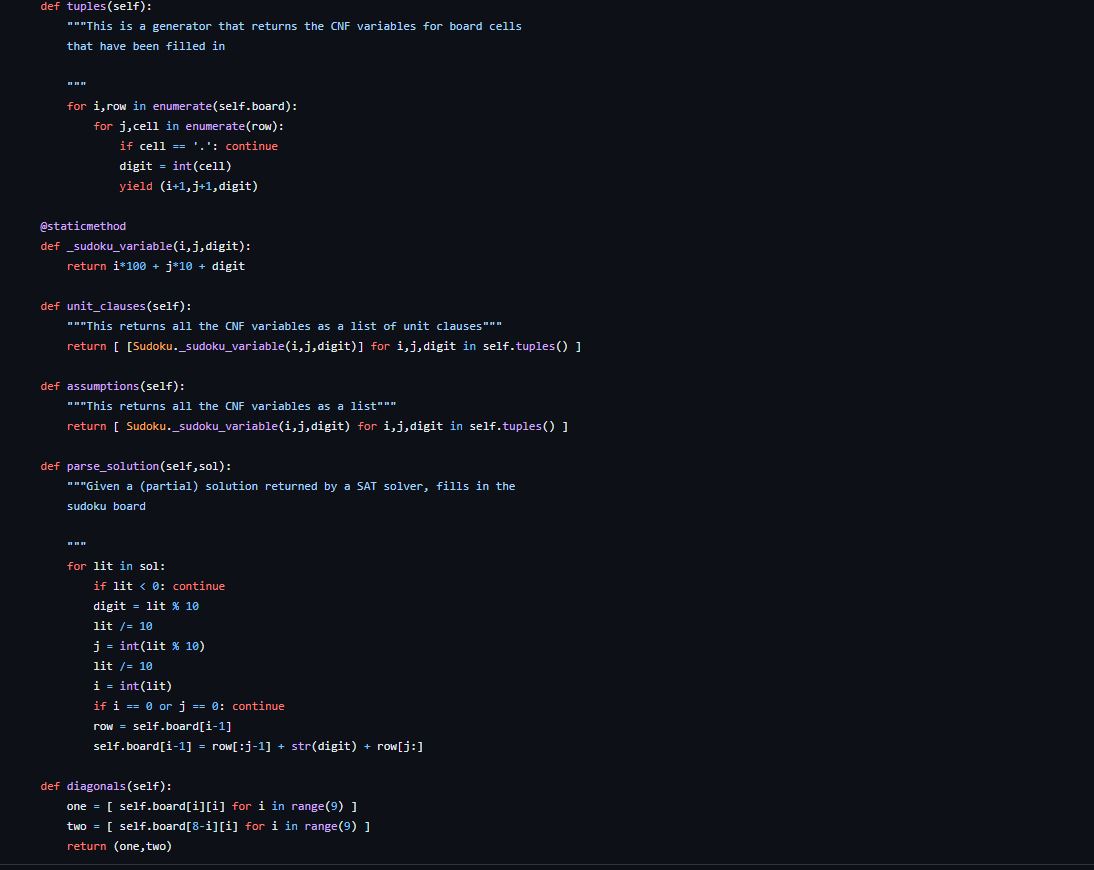 def tuples(self):
"""This is a generator that returns the CNF variables for board cells
that have been filled in
"""
for i,row in enumerate(self.board):
for j,cell in enumerate(row):
if cell == '.': continue
digit = int(cell)
yield (i+1,j+1,digit)
@staticmethod
def _sudoku_variable(i,j,digit):
return i*100 + j*10 + digit
def unit_clauses(self):
"""This returns all the CNF variables as a list of unit clauses"""
return [ [Sudoku._sudoku_variable(i,j,digit)] for i,j,digit in self.tuples() ]
def assumptions(self):
"""This returns all the CNF variables as a list"""
return [ Sudoku._sudoku_variable(i,j,digit) for i,j,digit in self.tuples() ]
def parse_solution(self,sol):
"""Given a (partial) solution returned by a SAT solver, fills in the
sudoku board
"""
for lit in sol:
if lit < 0: continue
digit = lit % 10
lit /= 10
j = int(lit % 10)
lit /= 10
i = int(lit)
if i == 0 or j == 0: continue
row = self.board[i-1]
self.board[i-1] = row[:j-1] + str(digit) + row[j:]
def diagonals(self):
one = [ self.board[i][i] for i in range(9) ]
two = [ self.board[8-i][i] for i in range(9) ]
return (one,two)